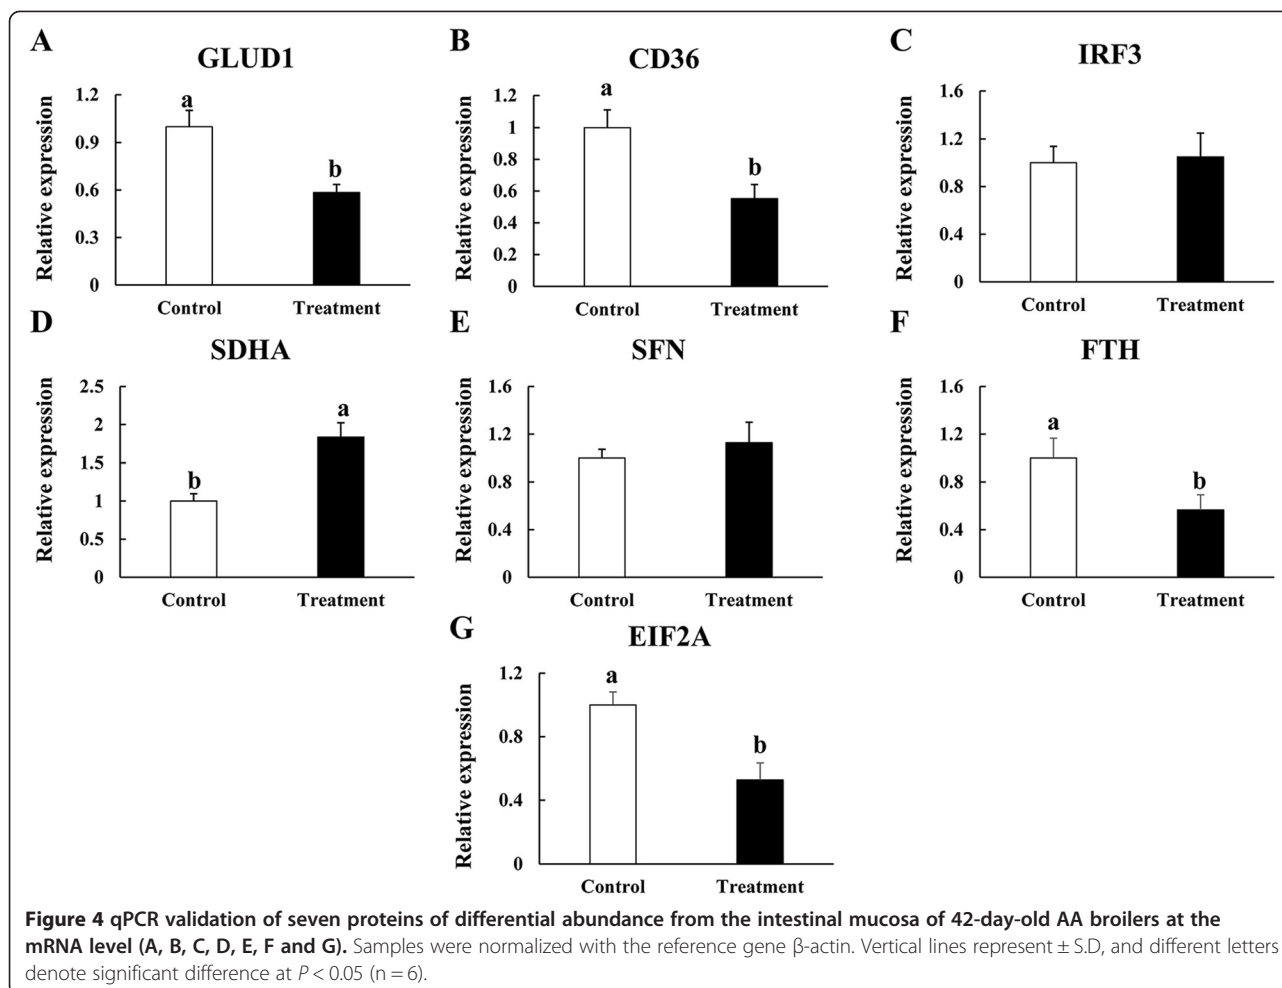 A
GLUD1
Relative expression
1.2
0.9
0.6
0.3
0
a
b
Control
Treatment
B
CD36
Relative expression
1.2
1
0.8
0.6
0.4
0.2
0
a
b
Control
Treatment
C
IRF3
Relative expression
1.6
1.2
0.8
0.4
0
Control
Treatment
D
SDHA
Relative expression
2.5
2
1.5
1
0.5
0
b
a
Control
Treatment
E
SFN
Relative expression
1.6
1.2
0.8
0.4
0
Control
Treatment
F
FTH
Relative expression
1.6
1.2
0.8
0.4
0
a
b
Control
Treatment
G
EIF2A
Relative expression
1.2
0.8
0.4
0
a
b
Control
Treatment
Figure 4 qPCR validation of seven proteins of differential abundance from the intestinal mucosa of 42-day-old AA broilers at the
mRNA level (A, B, C, D, E, F and G). Samples were normalized with the reference gene β-actin. Vertical lines represent ± S.D, and different letters
denote significant difference at P < 0.05 (n = 6).